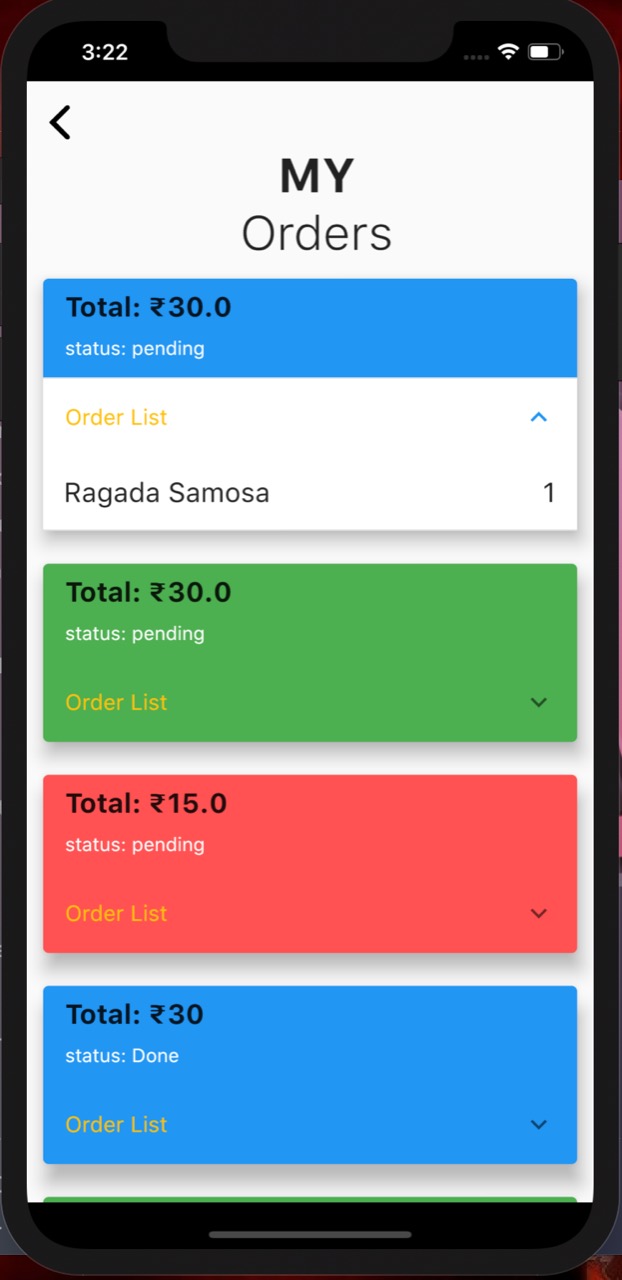 3:22
MY
Orders
Total: ₹30.0
status: pending
Order List
Ragada Samosa 1
Total: ₹30.0
status: pending
Order List
Total: ₹15.0
status: pending
Order List
Total: ₹30
status: Done
Order List